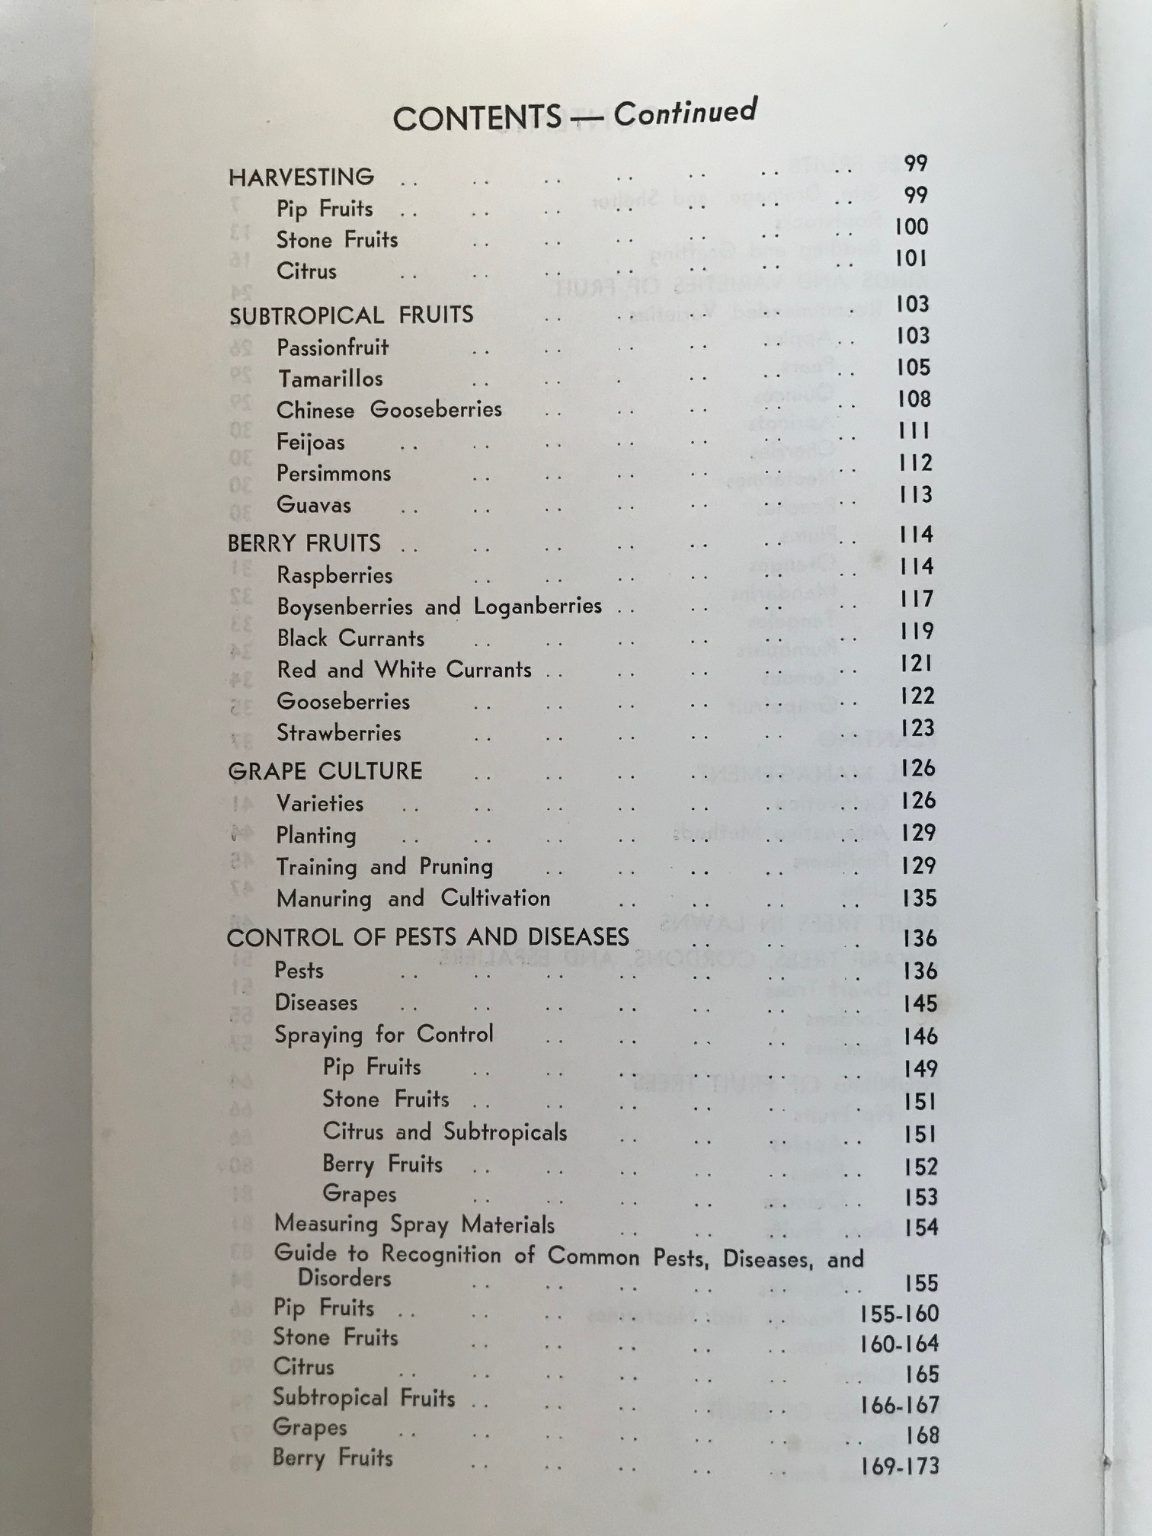 CONTENTS — Continued
HARVESTING .. .. .. .. .. .. .. 99
Pip Fruits .. .. .. .. .. .. .. 99
Stone Fruits .. .. .. .. .. .. 100
Citrus .. .. .. .. .. .. .. 101
SUBTROPICAL FRUITS .. .. .. .. .. 103
Passionfruit .. .. .. .. .. .. 103
Tamarillos .. .. .. .. .. .. 105
Chinese Gooseberries .. .. .. .. .. 108
Feijoas .. .. .. .. .. .. .. 111
Persimmons .. .. .. .. .. .. 112
Guavas .. .. .. .. .. .. .. 113
BERRY FRUITS .. .. .. .. .. .. .. 114
Raspberries .. .. .. .. .. .. 114
Boysenberries and Loganberries .. .. .. .. 117
Black Currants .. .. .. .. .. .. 119
Red and White Currants .. .. .. .. .. 121
Gooseberries .. .. .. .. .. .. 122
Strawberries .. .. .. .. .. .. 123
GRAPE CULTURE .. .. .. .. .. .. 126
Varieties .. .. .. .. .. .. .. 126
Planting .. .. .. .. .. .. .. 129
Training and Pruning .. .. .. .. .. 129
Manuring and Cultivation .. .. .. .. 135
CONTROL OF PESTS AND DISEASES .. .. .. 136
Pests .. .. .. .. .. .. .. 136
Diseases .. .. .. .. .. .. .. 145
Spraying for Control .. .. .. .. .. 146
Pip Fruits .. .. .. .. .. .. 149
Stone Fruits .. .. .. .. .. .. 151
Citrus and Subtropicals .. .. .. .. 151
Berry Fruits .. .. .. .. .. .. 152
Grapes .. .. .. .. .. .. 153
Measuring Spray Materials .. .. .. .. 154
Guide to Recognition of Common Pests, Diseases, and
Disorders .. .. .. .. .. .. 155
Pip Fruits .. .. .. .. .. .. 155-160
Stone Fruits .. .. .. .. .. 160-164
Citrus .. .. .. .. .. .. .. 165
Subtropical Fruits .. .. .. .. .. 166-167
Grapes .. .. .. .. .. .. .. 168
Berry Fruits .. .. .. .. .. 169-173